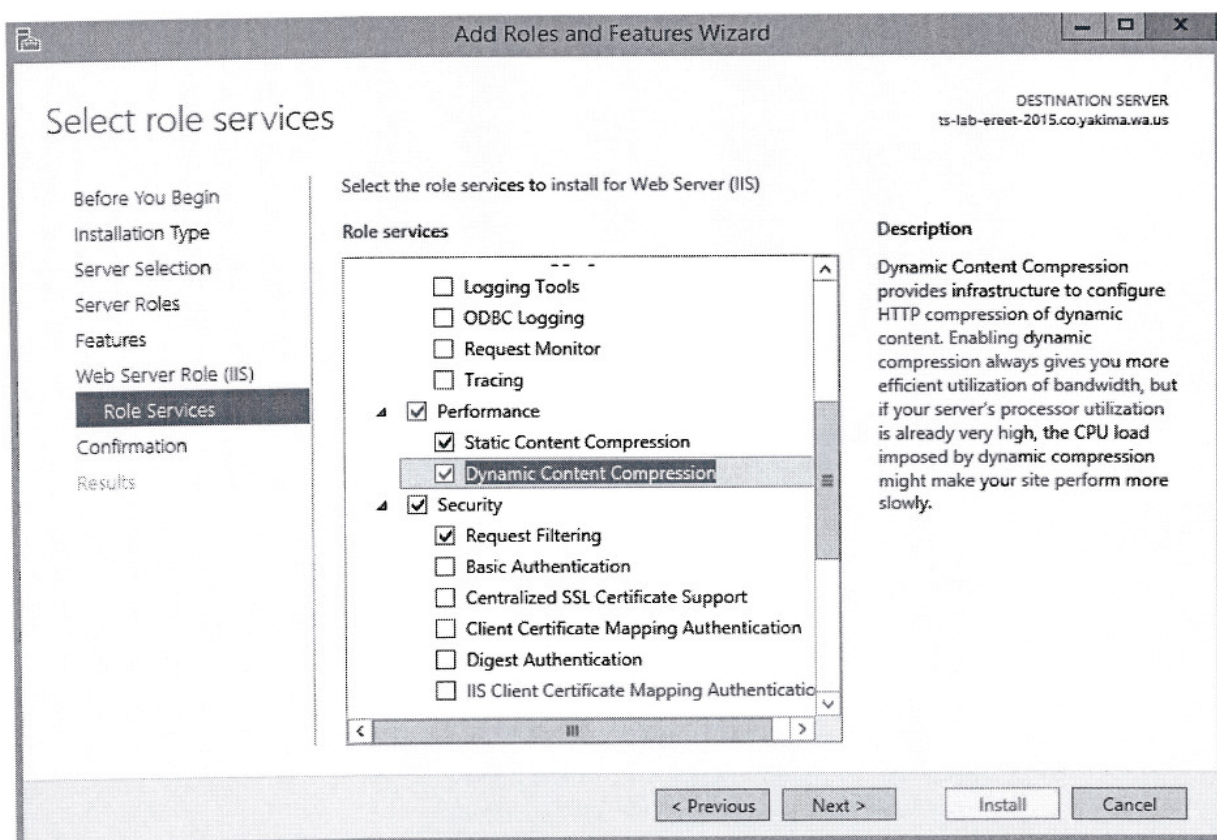 Add Roles and Features Wizard
Select role services
DESTINATION SERVER
ts-lab-ereet-2015.co.yakima.wa.us
Before You Begin
Installation Type
Server Selection
Server Roles
Features
Web Server Role (IIS)
Role Services
Confirmation
Results
Select the role services to install for Web Server (IIS)
Role services
Logging Tools
ODBC Logging
Request Monitor
Tracing
Performance
Static Content Compression
Dynamic Content Compression
Security
Request Filtering
Basic Authentication
Centralized SSL Certificate Support
Client Certificate Mapping Authentication
Digest Authentication
IIS Client Certificate Mapping Authenticatio
Description
Dynamic Content Compression
provides infrastructure to configure
HTTP compression of dynamic
content. Enabling dynamic
compression always gives you more
efficient utilization of bandwidth, but
if your server's processor utilization
is already very high, the CPU load
imposed by dynamic compression
might make your site perform more
slowly.
< Previous
Next >
Install
Cancel